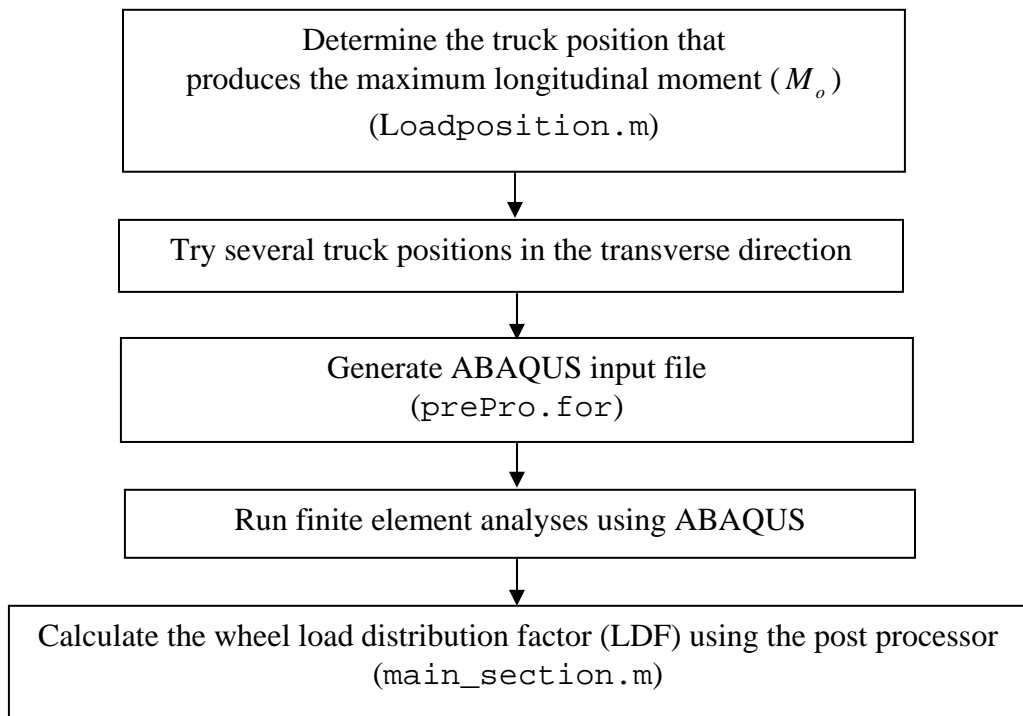 Determine the truck position that
produces the maximum longitudinal moment (M_o)
(Loadposition.m)
Try several truck positions in the transverse direction
Generate ABAQUS input file
(prePro.for)
Run finite element analyses using ABAQUS
Calculate the wheel load distribution factor (LDF) using the post processor
(main_section.m)